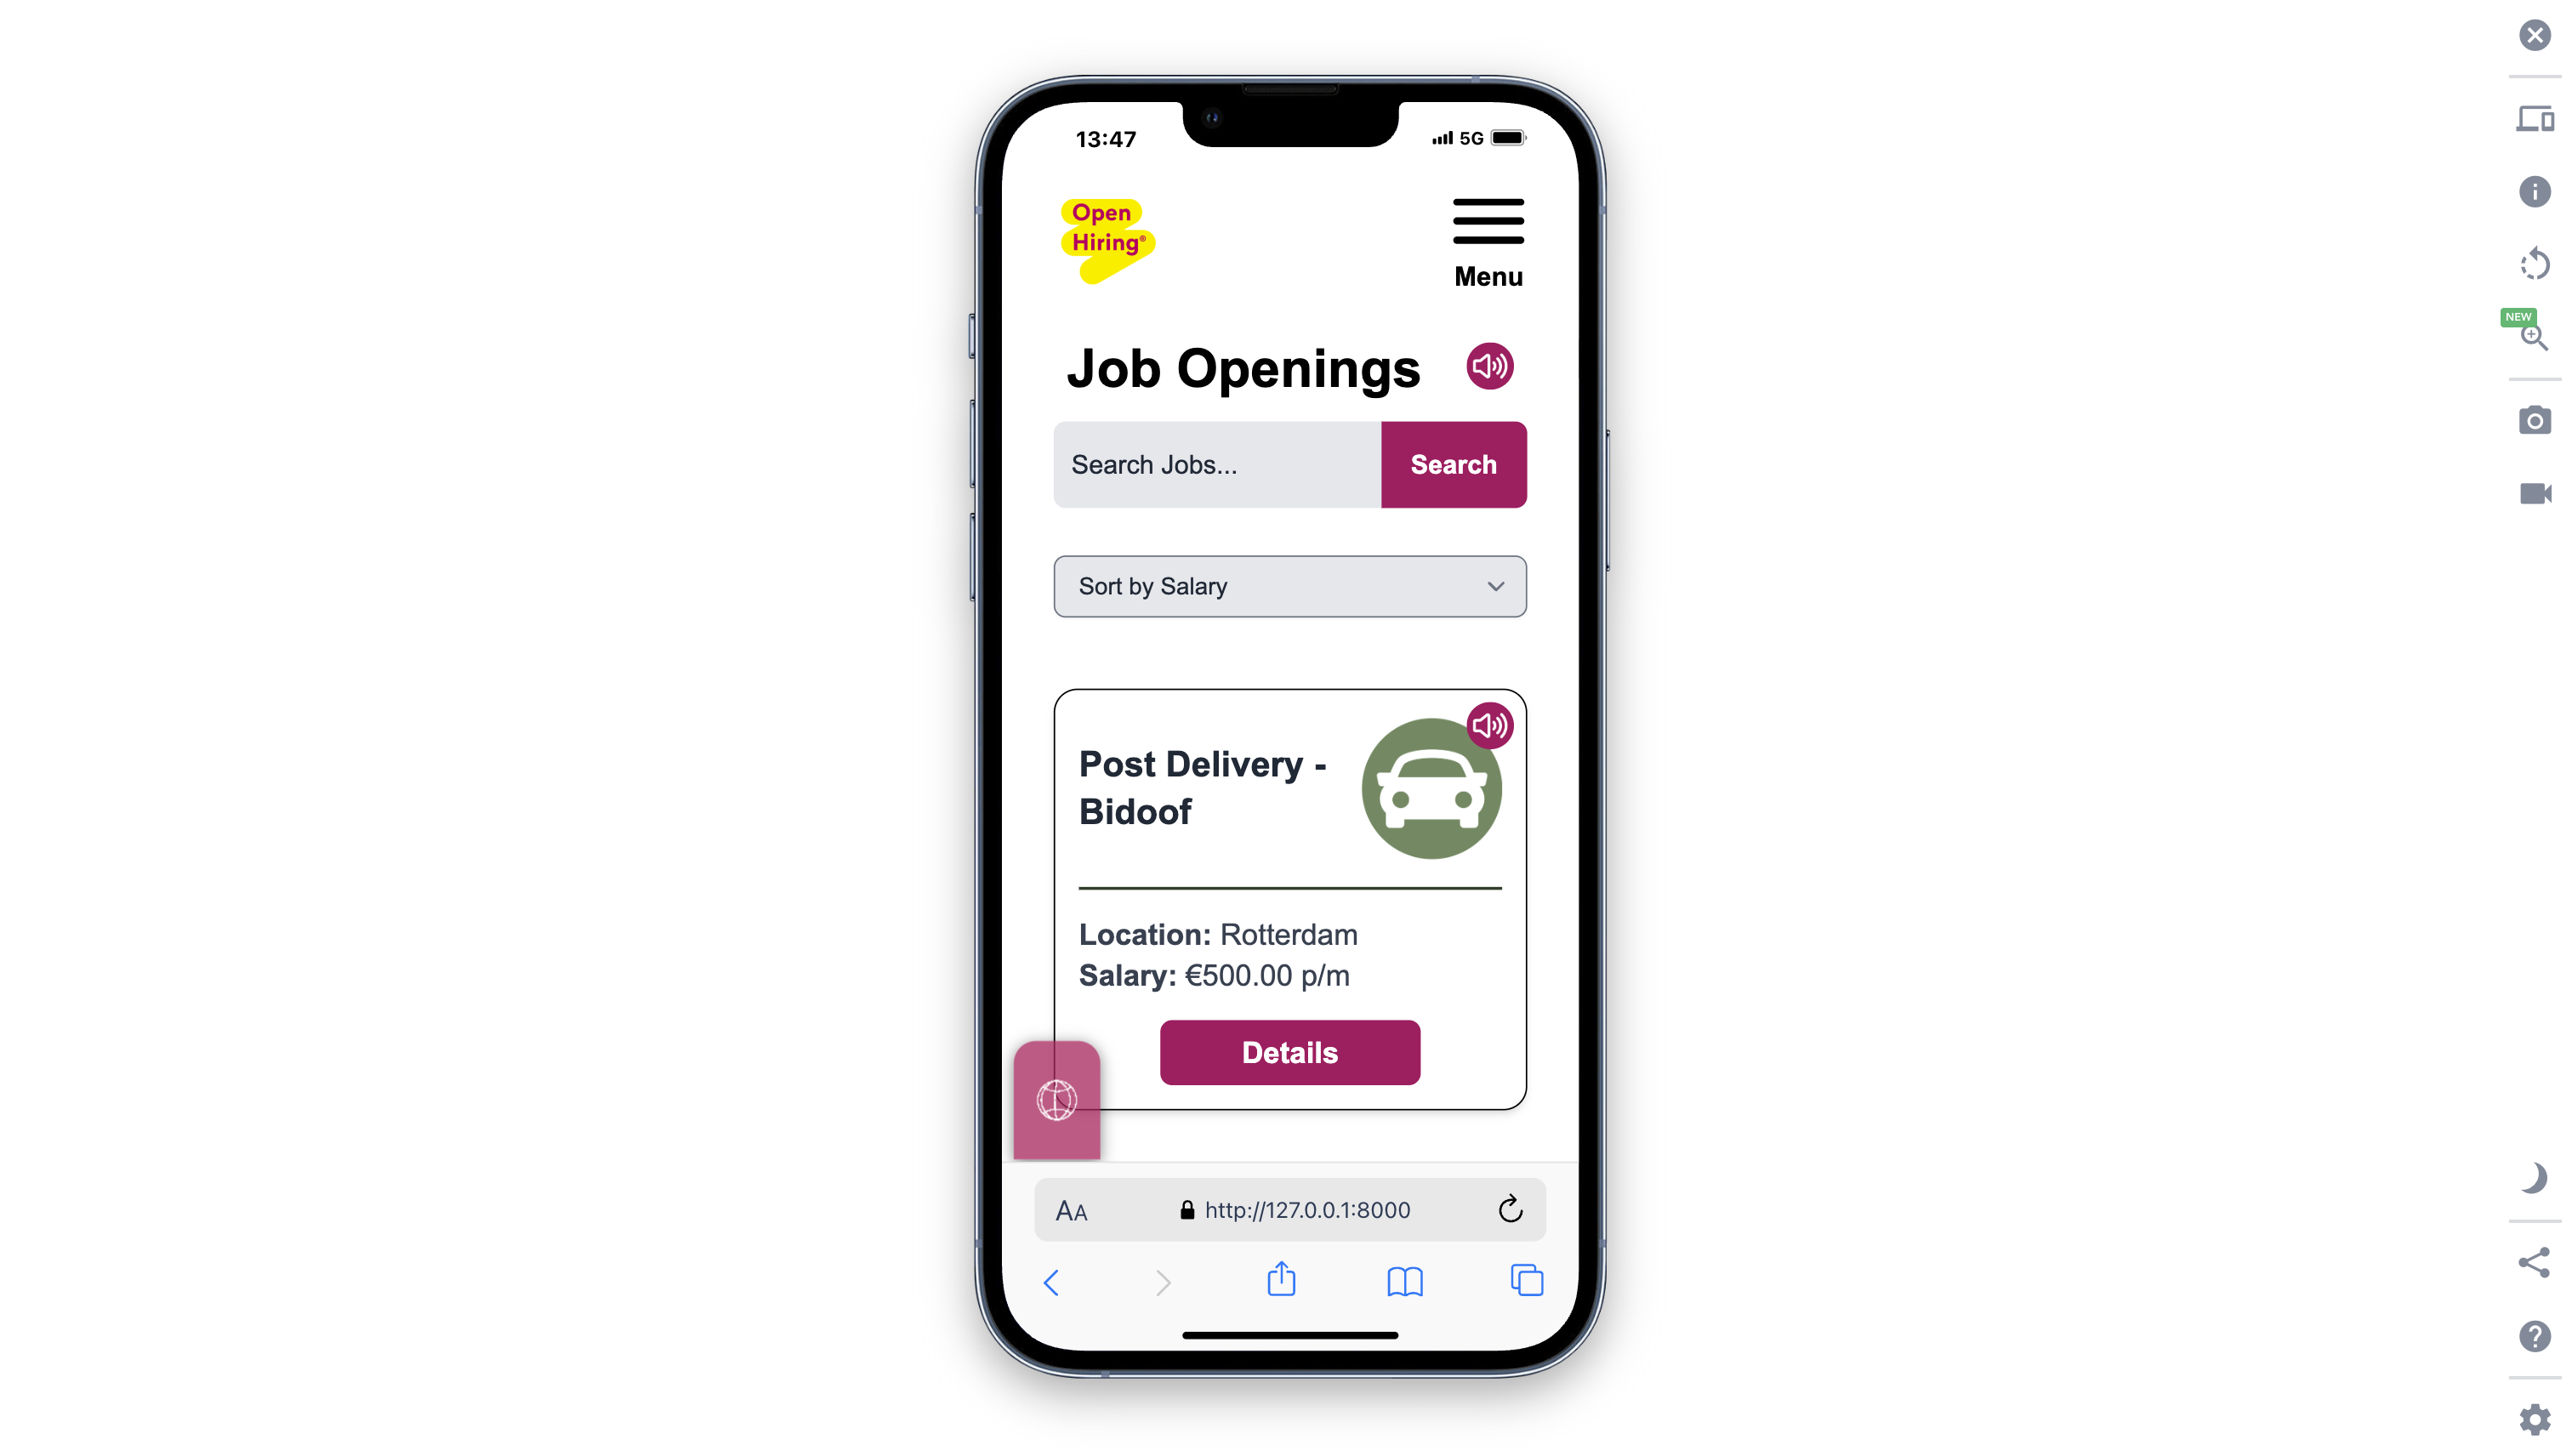 13:47
5G
Open
Hiring®
Menu
Job Openings
Search Jobs...
Search
Sort by Salary
Post Delivery -
Bidoof
Location: Rotterdam
Salary: €500.00 p/m
Details
AA
http://127.0.0.1:8000
NEW